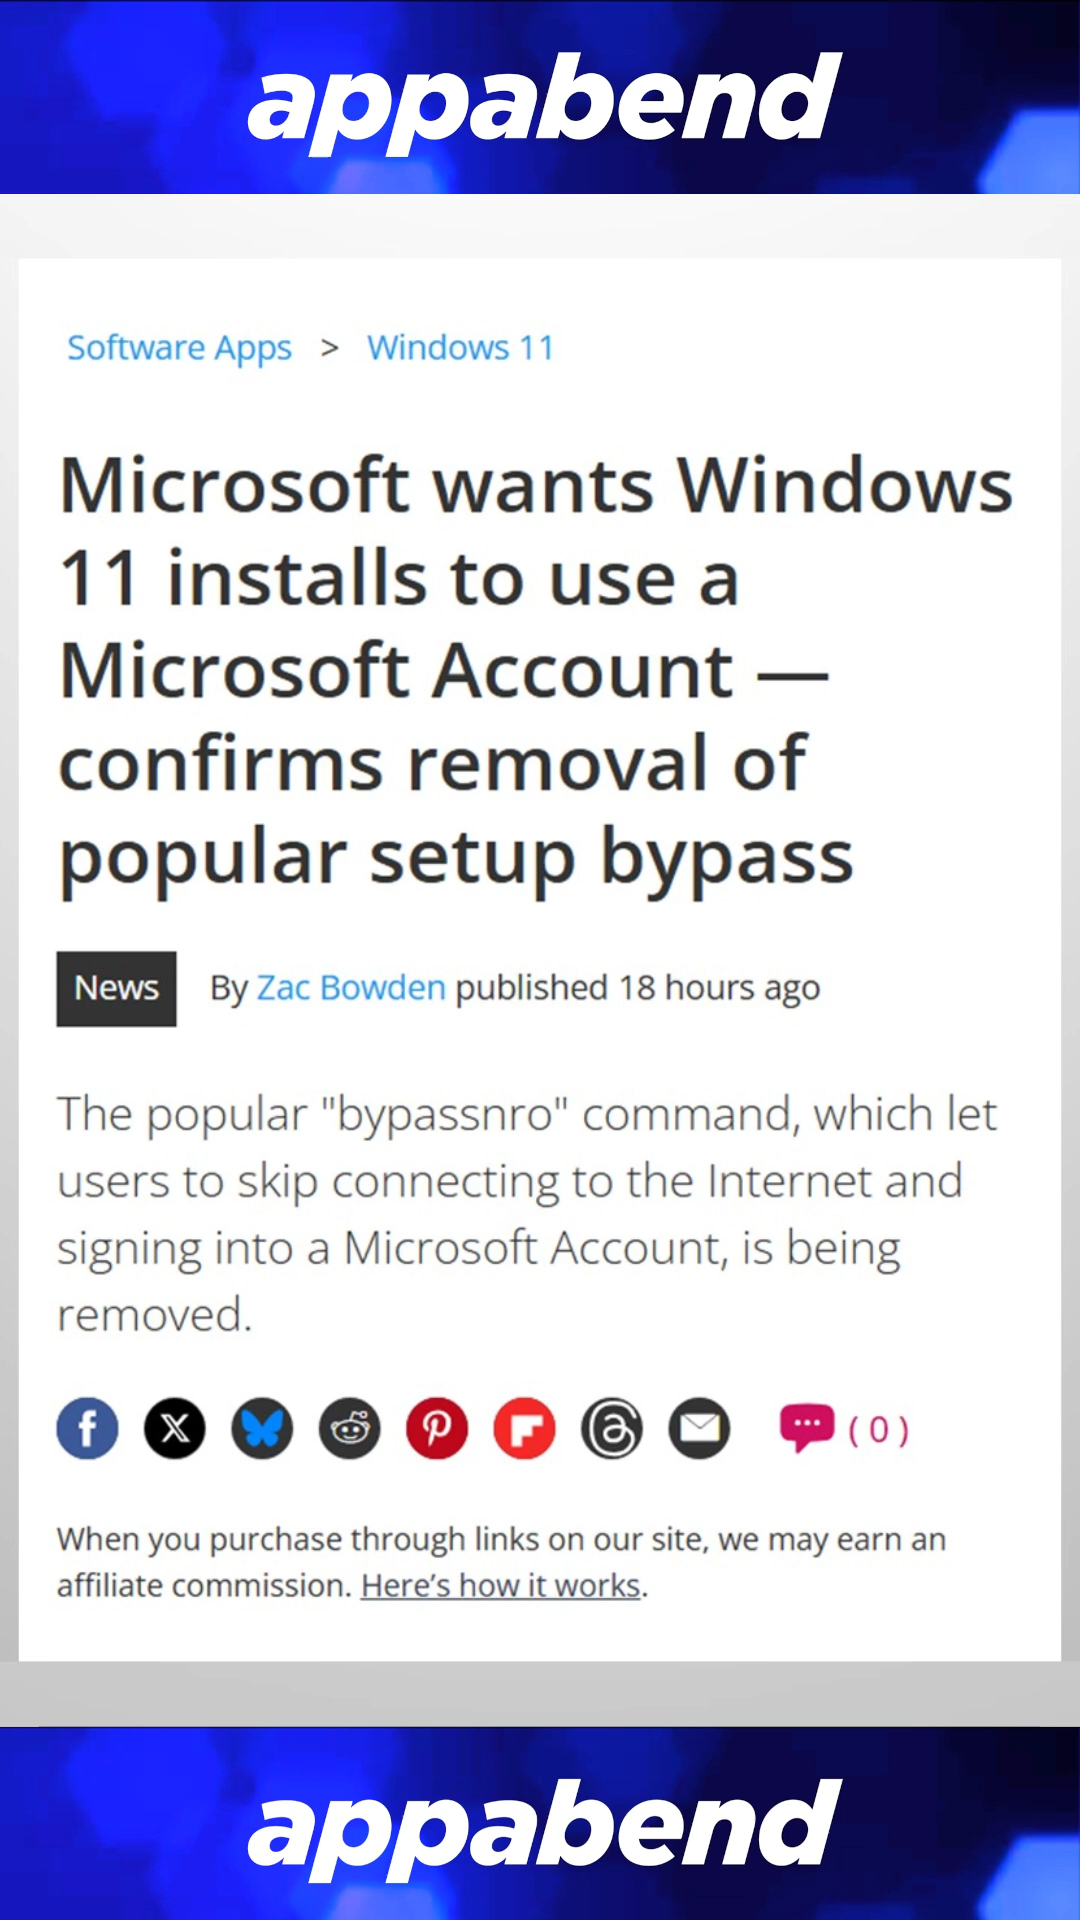 appabend
Software Apps > Windows 11
Microsoft wants Windows
11 installs to use a
Microsoft Account —
confirms removal of
popular setup bypass
News By Zac Bowden published 18 hours ago
The popular "bypassnro" command, which let
users to skip connecting to the Internet and
signing into a Microsoft Account, is being
removed.
( 0 )
When you purchase through links on our site, we may earn an
affiliate commission. Here’s how it works.
appabend